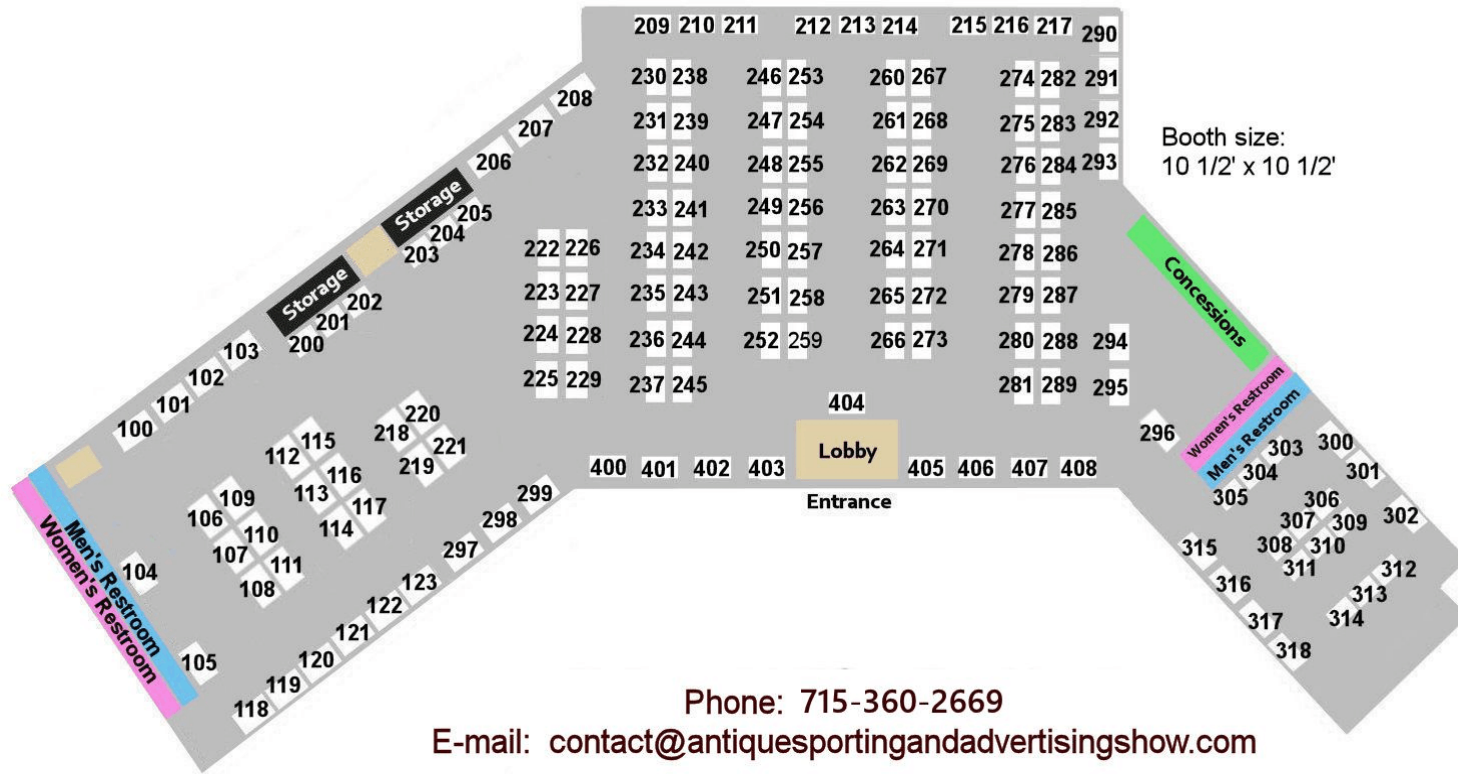 209 210 211 212 213 214 215 216 217 290
230 238 246 253 260 267 274 282 291
208
231 239 247 254 261 268 275 283 292
207
Booth size:
10 1/2' x 10 1/2'
206
232 240 248 255 262 269 276 284 293
Storage
205
204
203
233 241 249 256 263 270 277 285
222 226 234 242 250 257 264 271 278 286
Storage
202
201
200
223 227 235 243 251 258 265 272 279 287
Concessions
224 228 236 244 252 259 266 273 280 288 294
103
102
101
100
225 229 237 245 281 289 295
404
Lobby
Entrance
296
Women's Restroom
Men's Restroom
220
218
221
219
115
112
116
113
117
114
109
106
110
107
111
108
400 401 402 403 405 406 407 408
299
298
297
303
304
305
300
301
302
306
307
309
308
310
311
312
313
314
315
316
317
318
Men's Restroom
Women's Restroom
104
105
123
122
121
120
119
118
Phone: 715-360-2669
E-mail: contact@antiquesportingandadvertisingshow.com